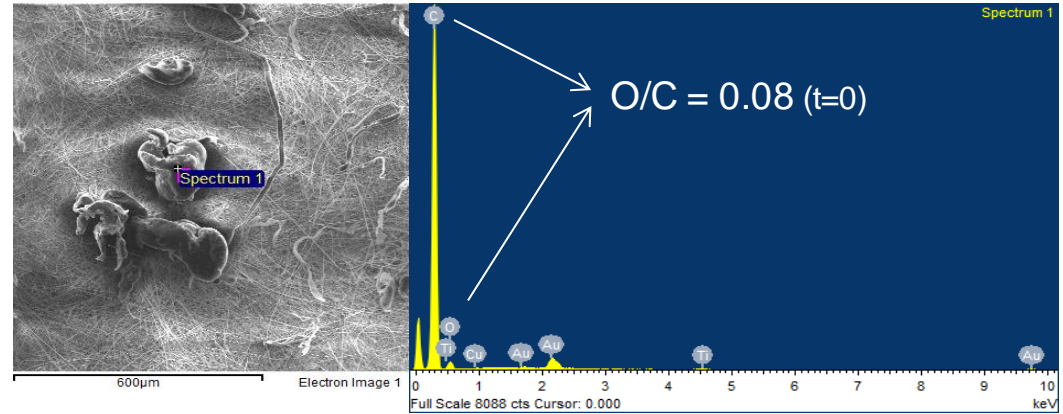 Spectrum 1
600µm
Electron Image 1
Spectrum 1
C
O/C = 0.08 (t=0)
O
Ti Cu Au Au Ti Au
0 1 2 3 4 5 6 7 8 9 10
Full Scale 8088 cts Cursor: 0.000 keV